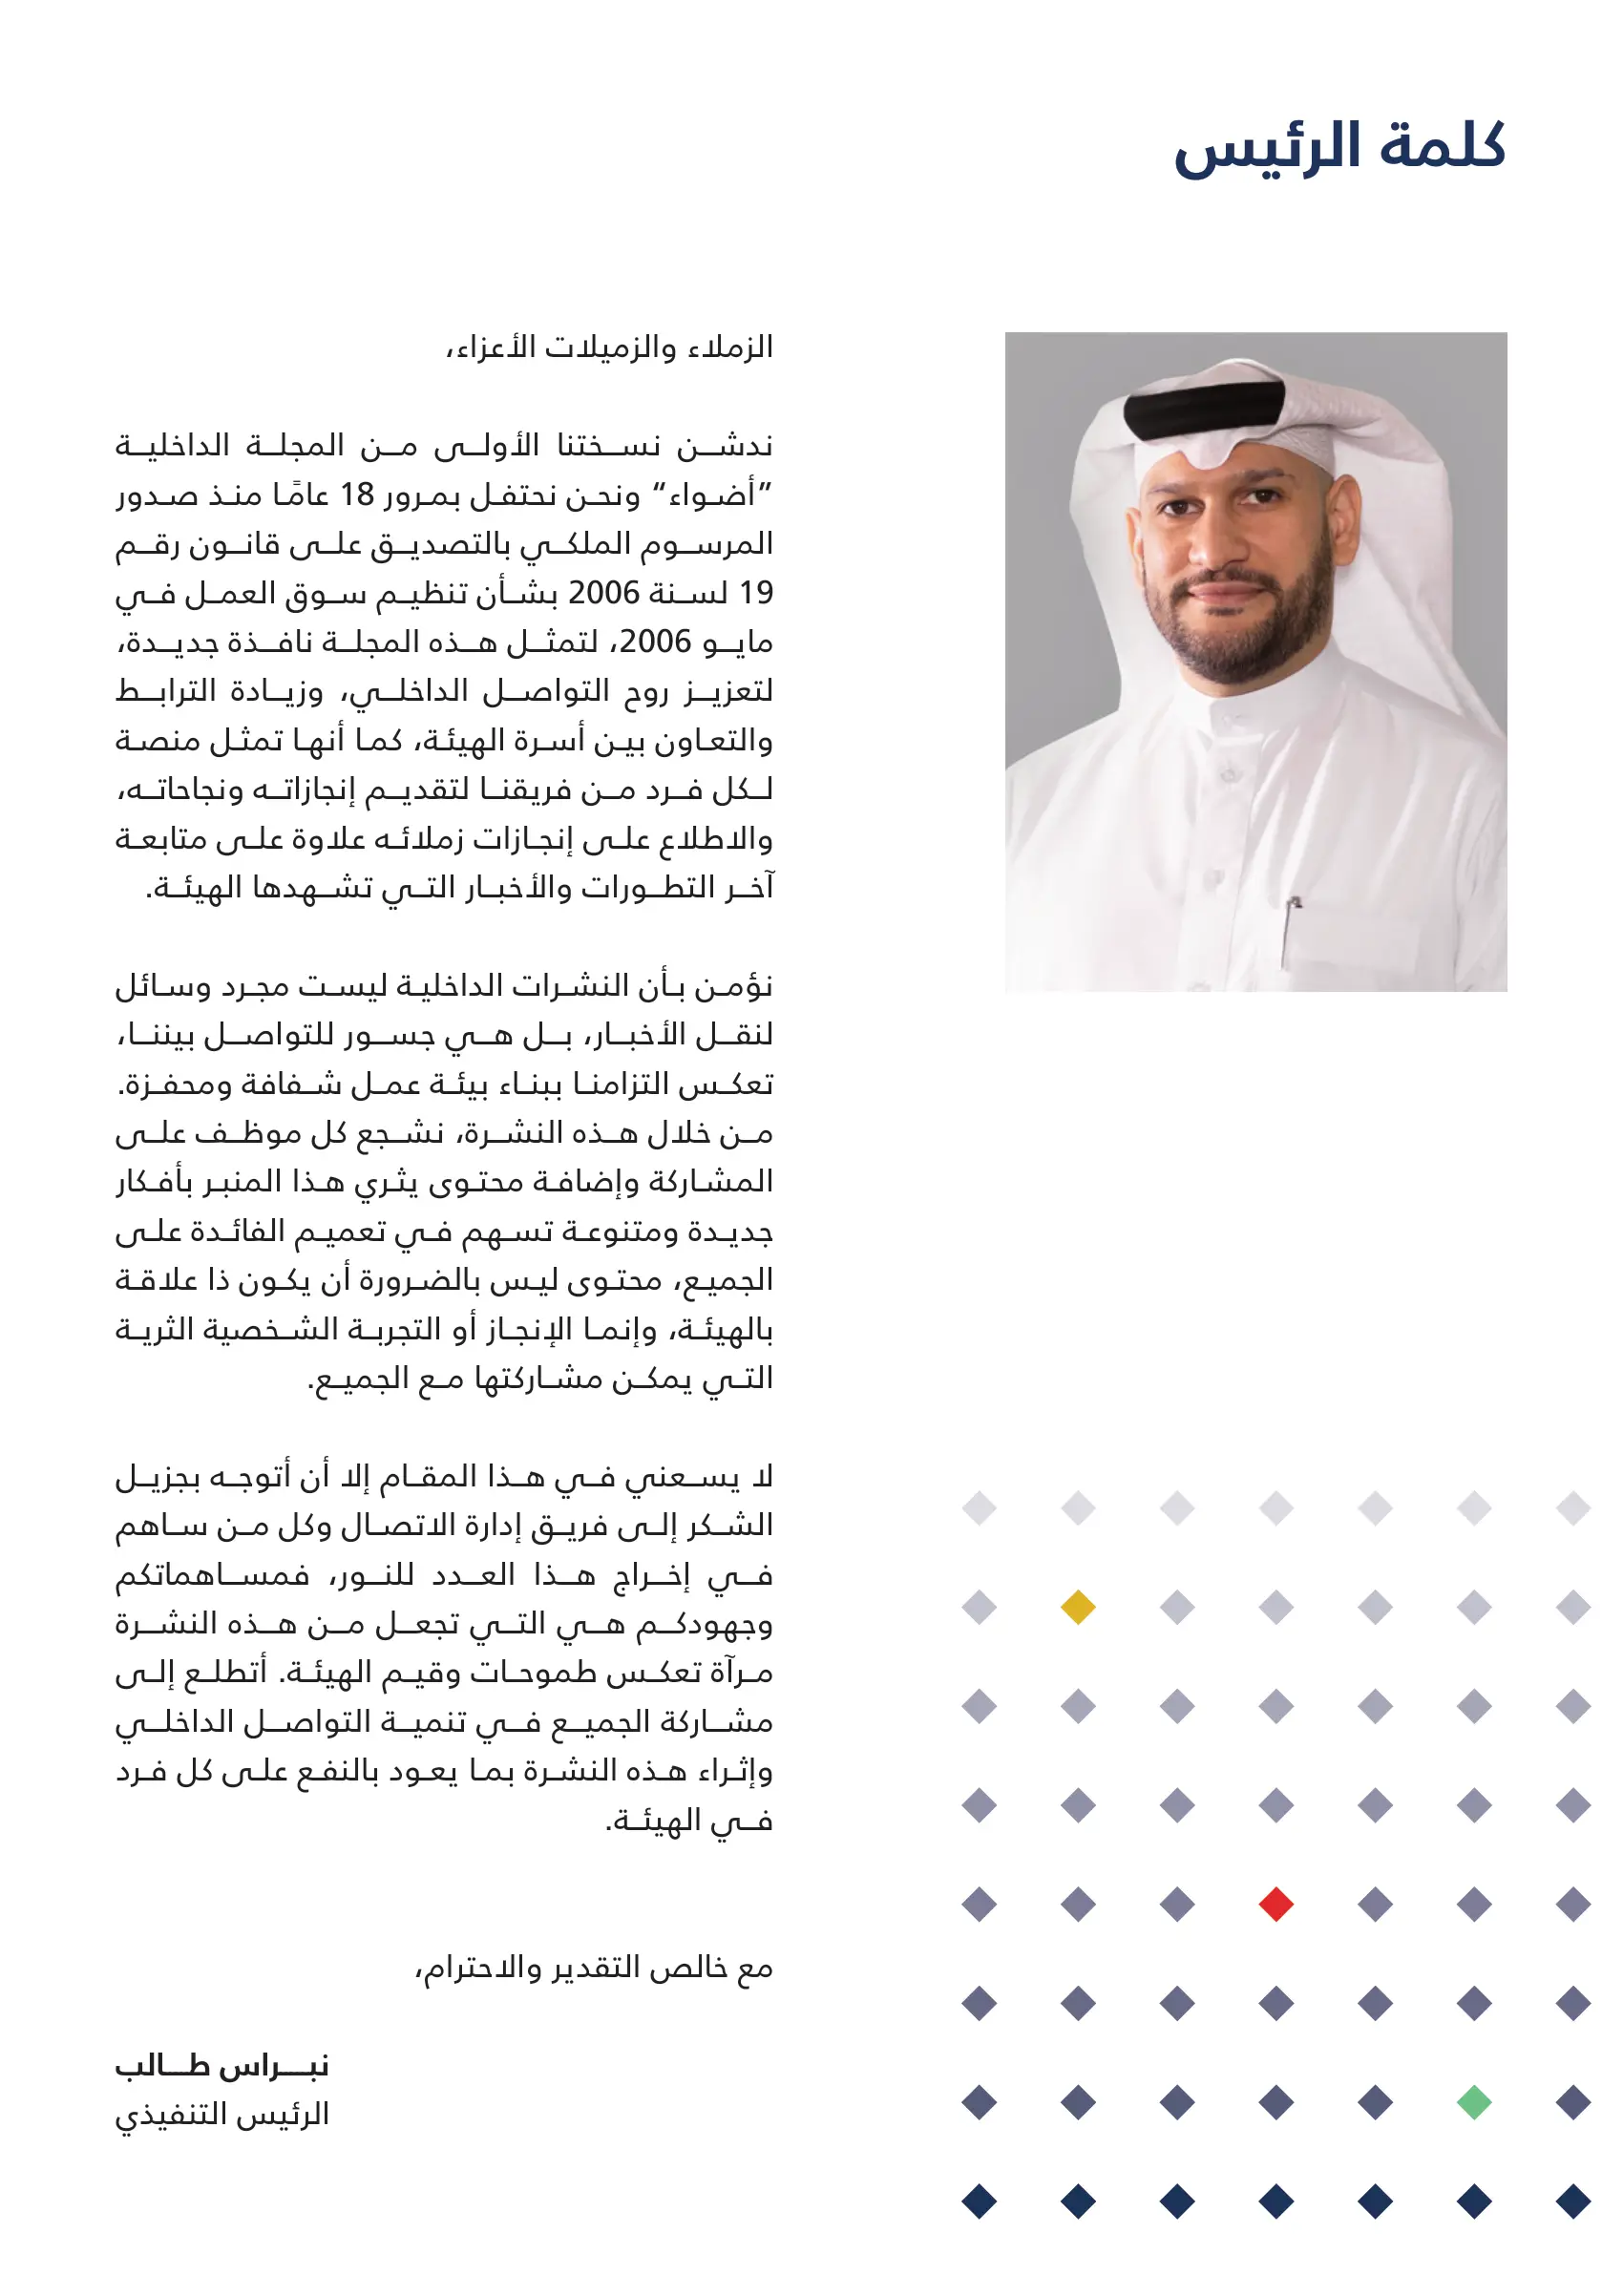 كلمة الرئيس
الزملاء والزميلات الأعزاء،
ندشن نسختنا الأولى من المجلة الداخلية
“أضواء” ونحن نحتفل بمرور 18 عامًا منذ صدور
المرسوم الملكي بالتصديق على قانون رقم
19 لسنة 2006 بشأن تنظيم سوق العمل في
مايو 2006، لتمثل هذه المجلة نافذة جديدة،
لتعزيز روح التواصل الداخلي، وزيادة الترابط
والتعاون بين أسرة الهيئة، كما أنها تمثل منصة
لكل فرد من فريقنا لتقديم إنجازاته ونجاحاته،
والاطلاع على إنجازات زملائه علاوة على متابعة
آخر التطورات والأخبار التي تشهدها الهيئة.
نؤمن بأن النشرات الداخلية ليست مجرد وسائل
لنقل الأخبار، بل هي جسور للتواصل بيننا،
تعكس التزامنا ببناء بيئة عمل شفافة ومحفزة.
من خلال هذه النشرة، نشجع كل موظف على
المشاركة وإضافة محتوى يثري هذا المنبر بأفكار
جديدة ومتنوعة تسهم في تعميم الفائدة على
الجميع، محتوى ليس بالضرورة أن يكون ذا علاقة
بالهيئة، وإنما الإنجاز أو التجربة الشخصية الثرية
التي يمكن مشاركتها مع الجميع.
لا يسعني في هذا المقام إلا أن أتوجه بجزيل
الشكر إلى فريق إدارة الاتصال وكل من ساهم
في إخراج هذا العدد للنور، فمساهماتكم
وجهودكم هي التي تجعل من هذه النشرة
مرآة تعكس طموحات وقيم الهيئة. أتطلع إلى
مشاركة الجميع في تنمية التواصل الداخلي
وإثراء هذه النشرة بما يعود بالنفع على كل فرد
في الهيئة.
مع خالص التقدير والاحترام،
نبراس طالب
الرئيس التنفيذي